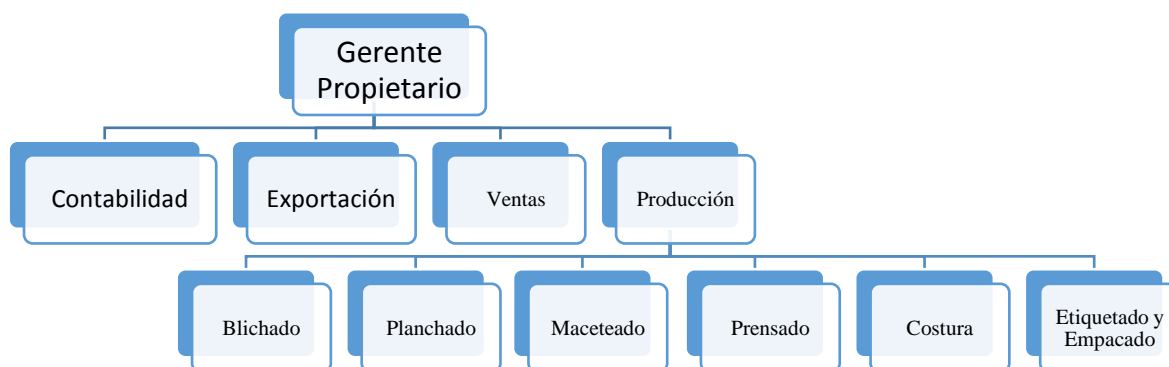 Gerente
Propietario
Contabilidad
Exportación
Ventas
Producción
Blichado
Planchado
Maceteado
Prensado
Costura
Etiquetado y
Empacado